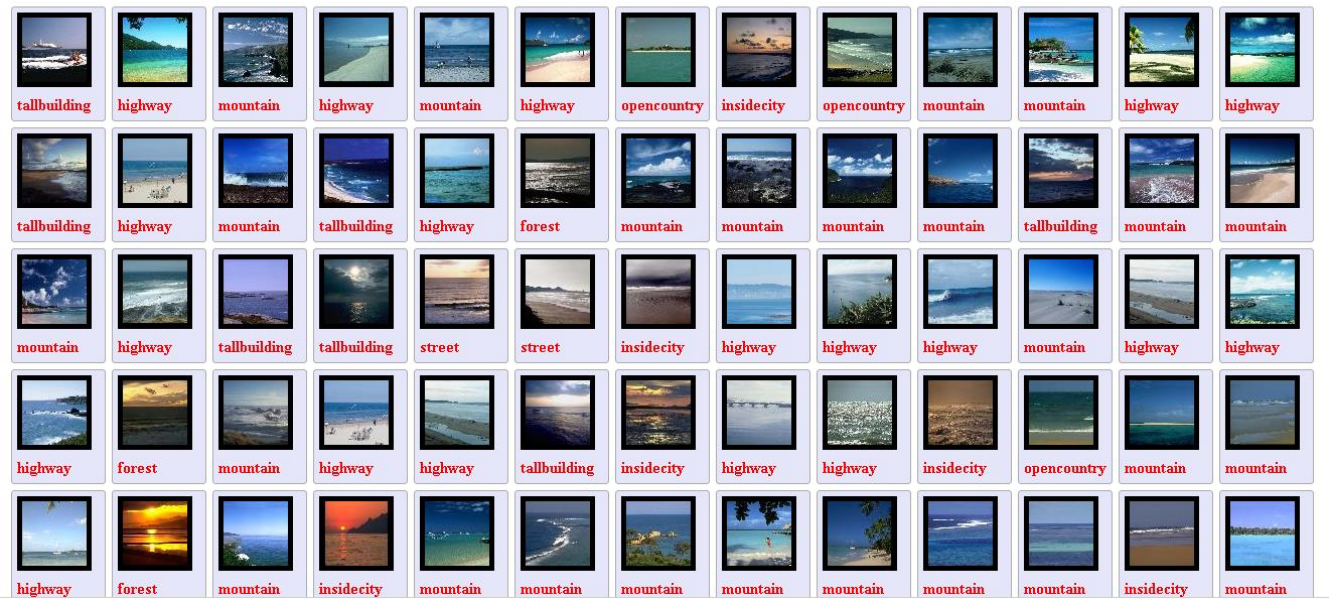 tallbuilding highway mountain highway mountain highway opencountry insidecity opencountry mountain mountain highway highway
tallbuilding highway mountain tallbuilding highway forest mountain mountain mountain mountain tallbuilding mountain mountain
mountain highway tallbuilding tallbuilding street street insidecity highway highway highway mountain highway highway
highway forest mountain highway highway tallbuilding insidecity highway highway insidecity opencountry mountain mountain
highway forest mountain insidecity mountain mountain mountain mountain mountain mountain mountain insidecity mountain